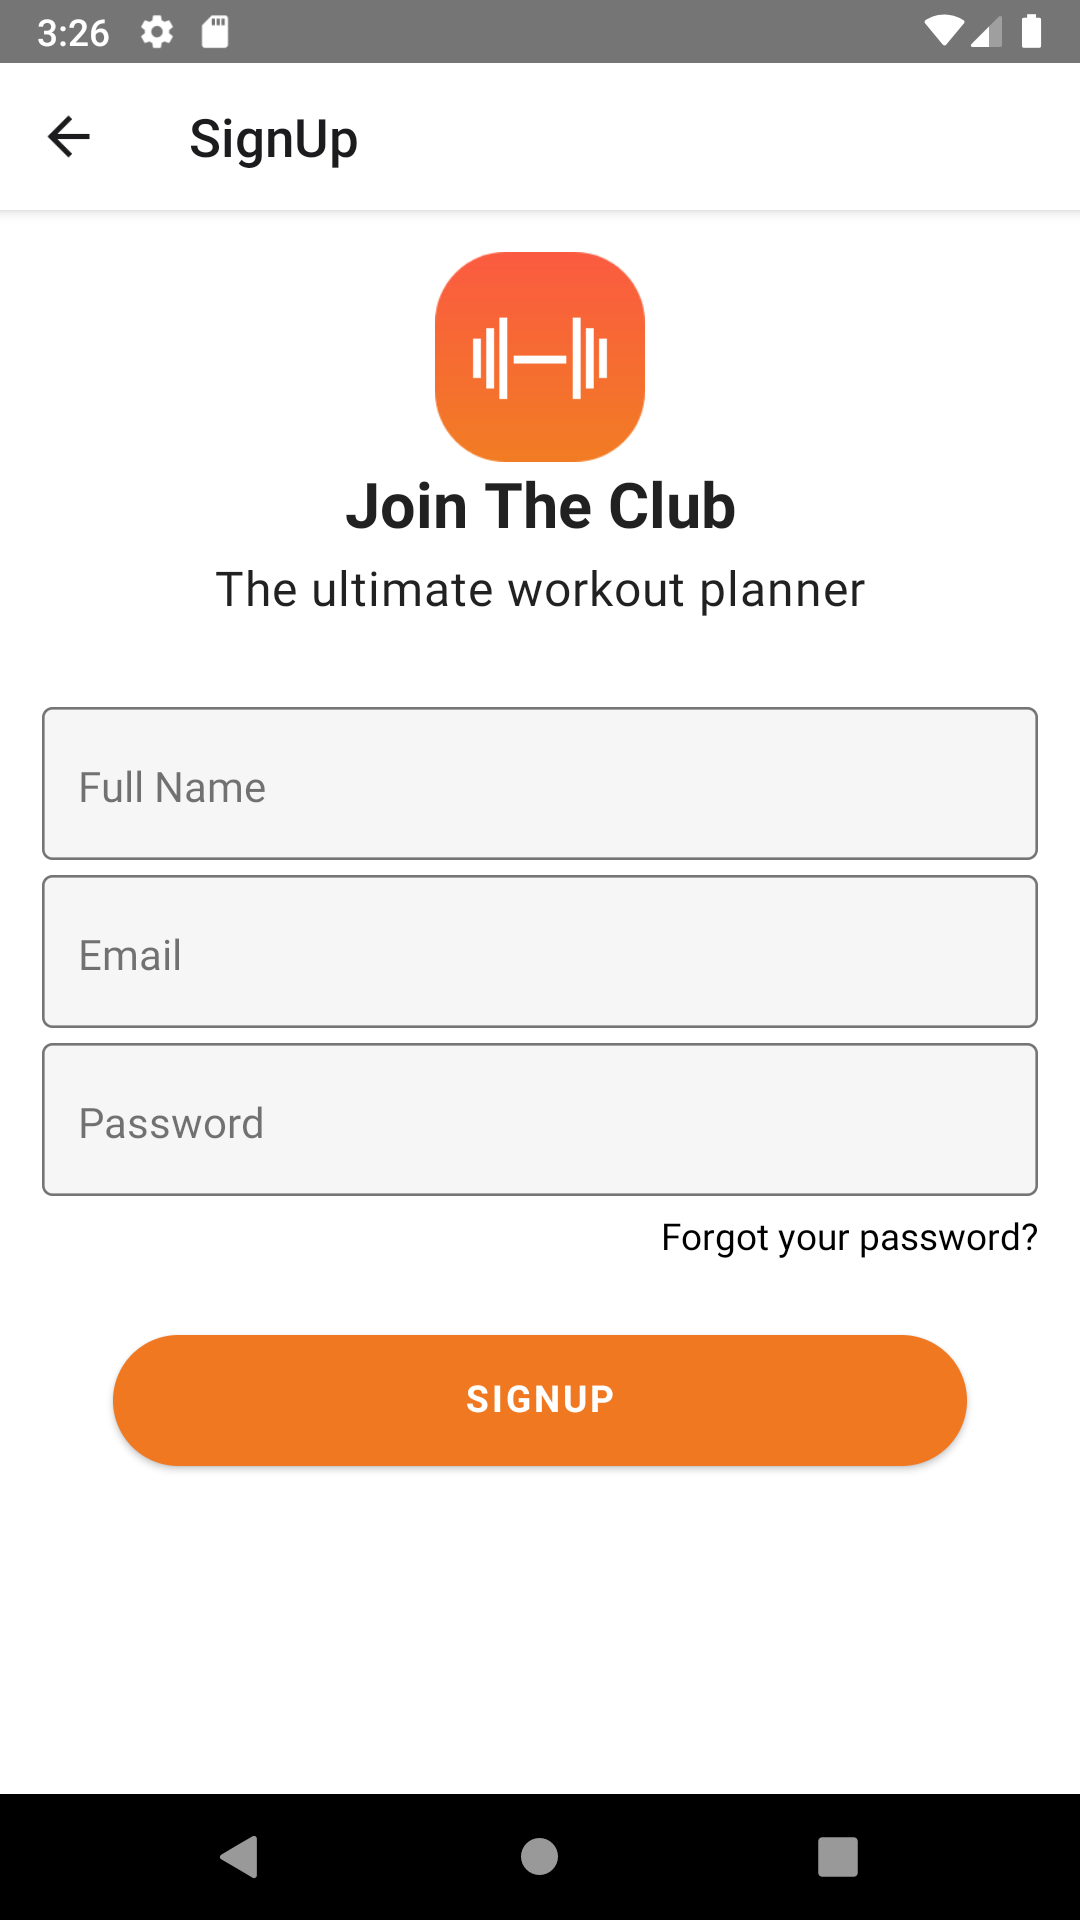 3:26
SignUp
Join The Club
The ultimate workout planner
Full Name
Email
Password
Forgot your password?
SIGNUP